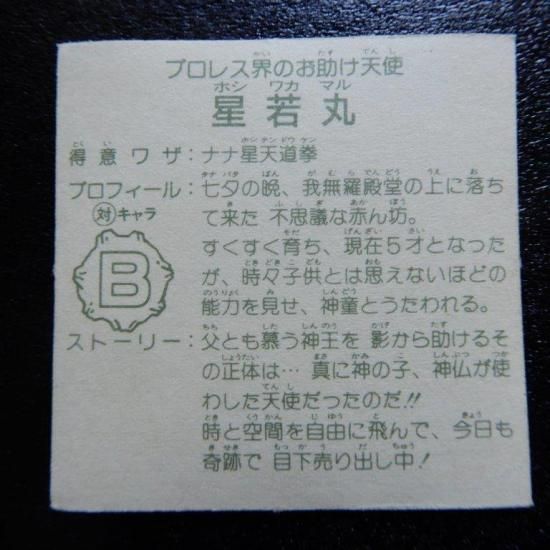 プロレス界のお助け天使
星若丸
得意ワザ：ナナ星天道拳
プロフィール：七夕の晩、我無羅殿堂の上に落ち
て来た 不思議な赤ん坊。
対キャラ
すくすく育ち、現在5才となった
が、時々子供とは思えないほどの
B
能力を見せ、神童とうたわれる。
ストーリー：父とも慕う神王を 影から助けるそ
の正体は… 真に神の子、神仏が使
わした天使だったのだ!!
時と空間を自由に飛んで、今日も
奇跡で 目下売り出し中！